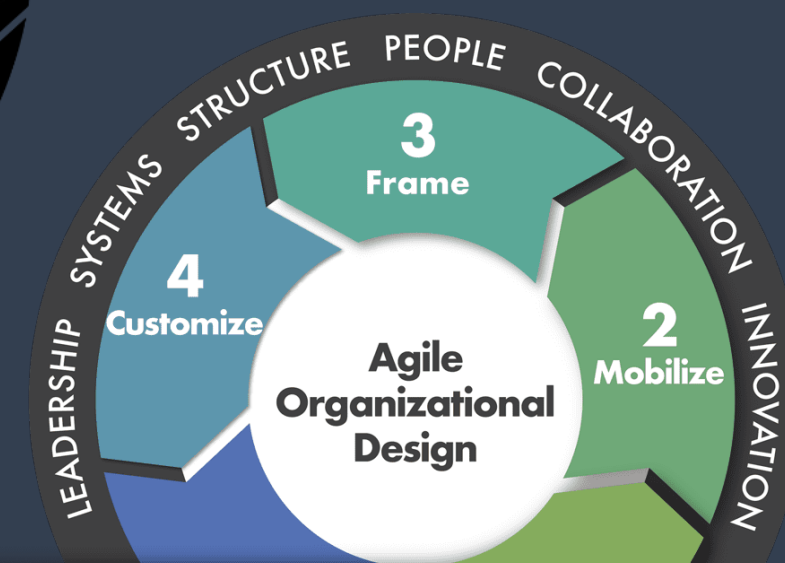 LEADERSHIP SYSTEMS STRUCTURE PEOPLE COLLABORATION INNOVATION
3
Frame
4
Customize
2
Mobilize
Agile
Organizational
Design